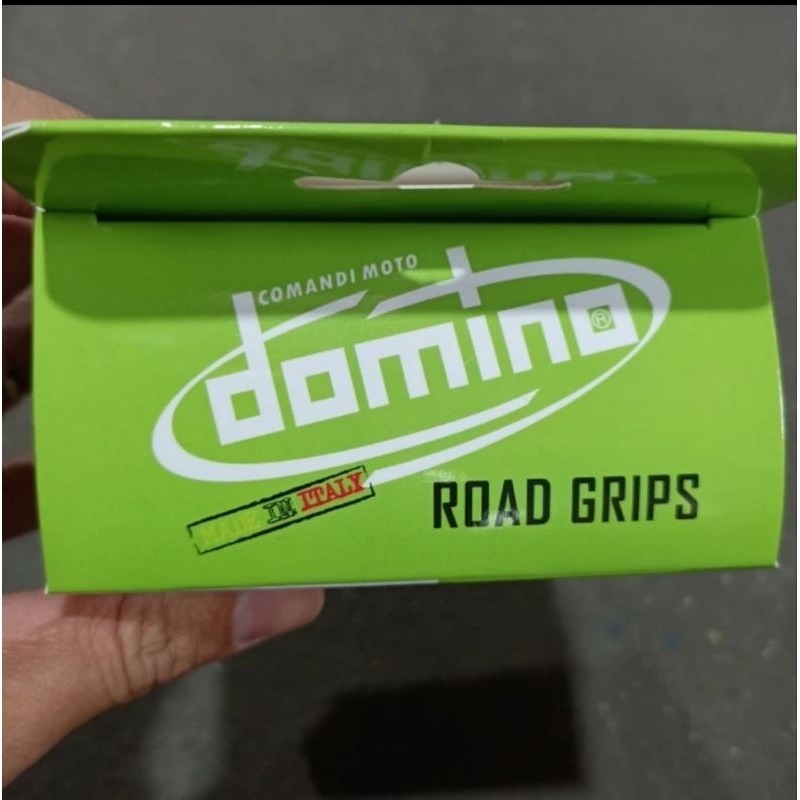 COMANDI MOTO
domino®
MADE IN ITALY
ROAD GRIPS